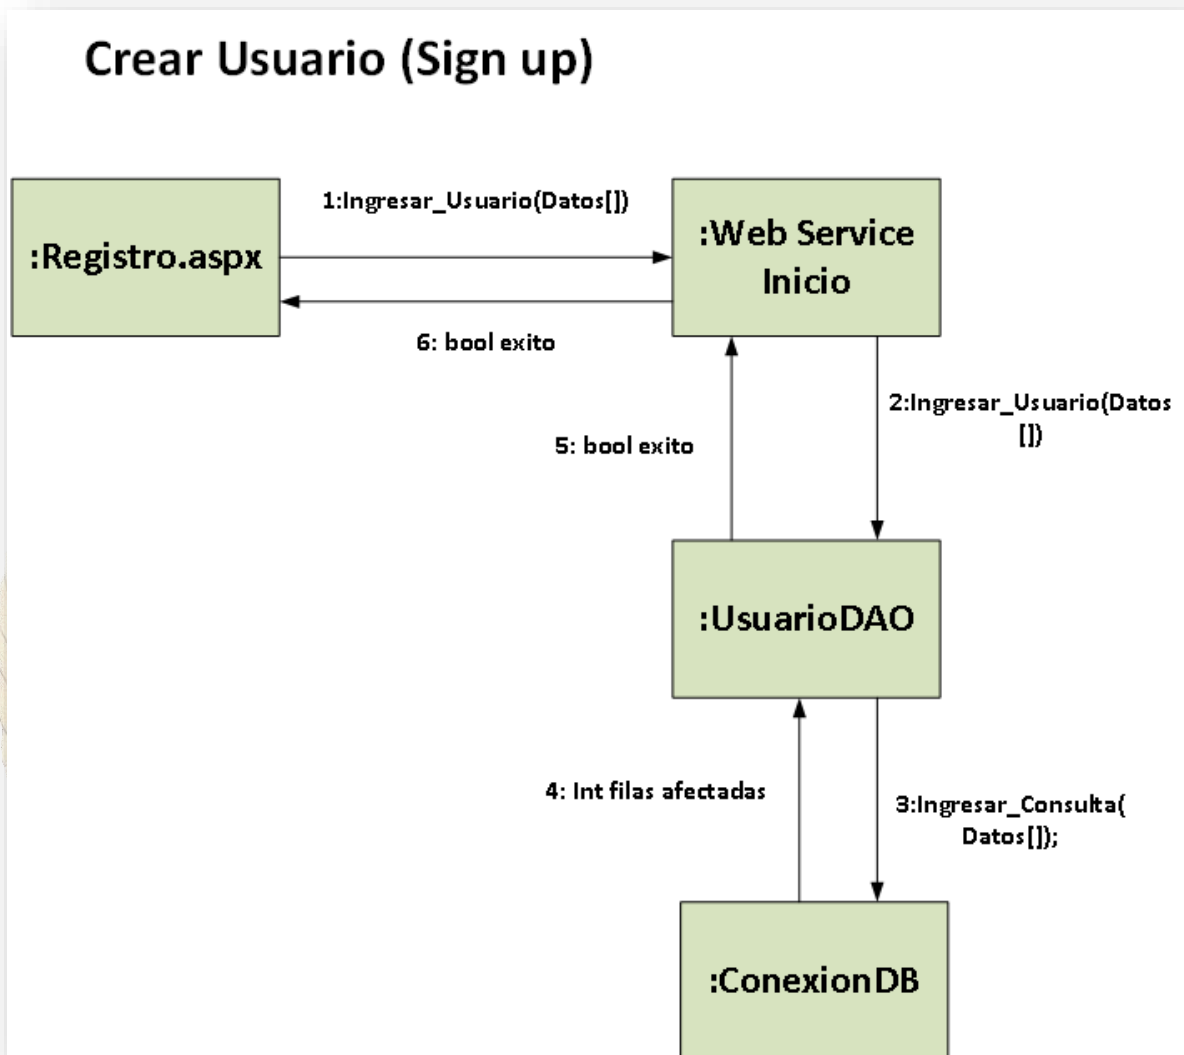 Crear Usuario (Sign up)
:Registro.aspx
1:Ingresar_Usuario(Datos[])
:Web Service
Inicio
6: bool exito
2:Ingresar_Usuario(Datos
[])
5: bool exito
:UsuarioDAO
4: Int filas afectadas
3:Ingresar_Consulta(
Datos[]);
:ConexionDB